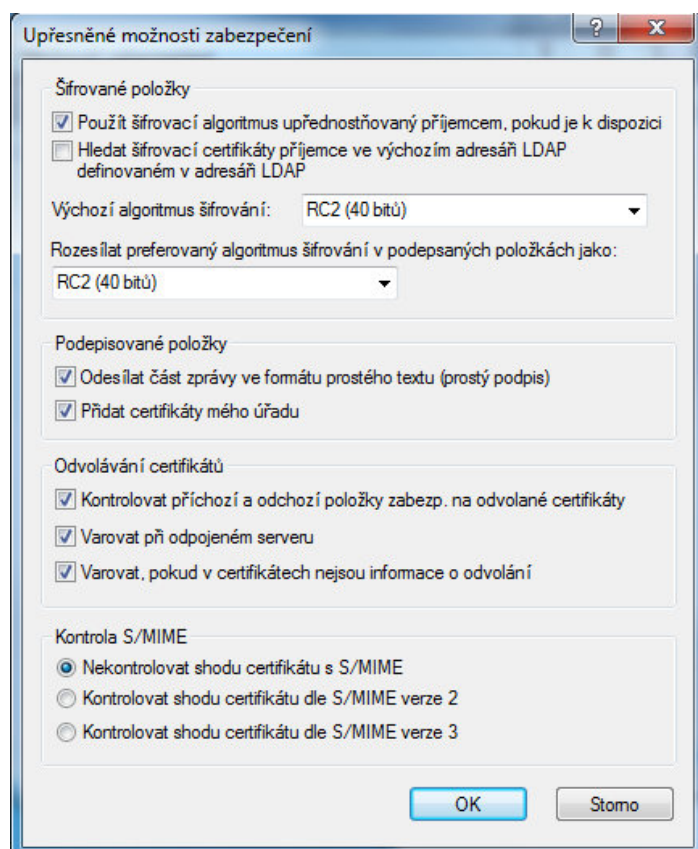 Upřesněné možnosti zabezpečení
Šifrované položky
Použít šifrovací algoritmus upřednostňovaný příjemcem, pokud je k dispozici
Hledat šifrovací certifikáty příjemce ve výchozím adresáři LDAP
definovaném v adresáři LDAP
Výchozí algoritmus šifrování: RC2 (40 bitů)
Rozesílat preferovaný algoritmus šifrování v podepsaných položkách jako:
RC2 (40 bitů)
Podepisované položky
Odesílat část zprávy ve formátu prostého textu (prostý podpis)
Přidat certifikáty mého úřadu
Odvolávání certifikátů
Kontrolovat příchozí a odchozí položky zabezp. na odvolané certifikáty
Varovat při odpojeném serveru
Varovat, pokud v certifikátech nejsou informace o odvolání
Kontrola S/MIME
Nekontrolovat shodu certifikátu s S/MIME
Kontrolovat shodu certifikátu dle S/MIME verze 2
Kontrolovat shodu certifikátu dle S/MIME verze 3
OK Storno